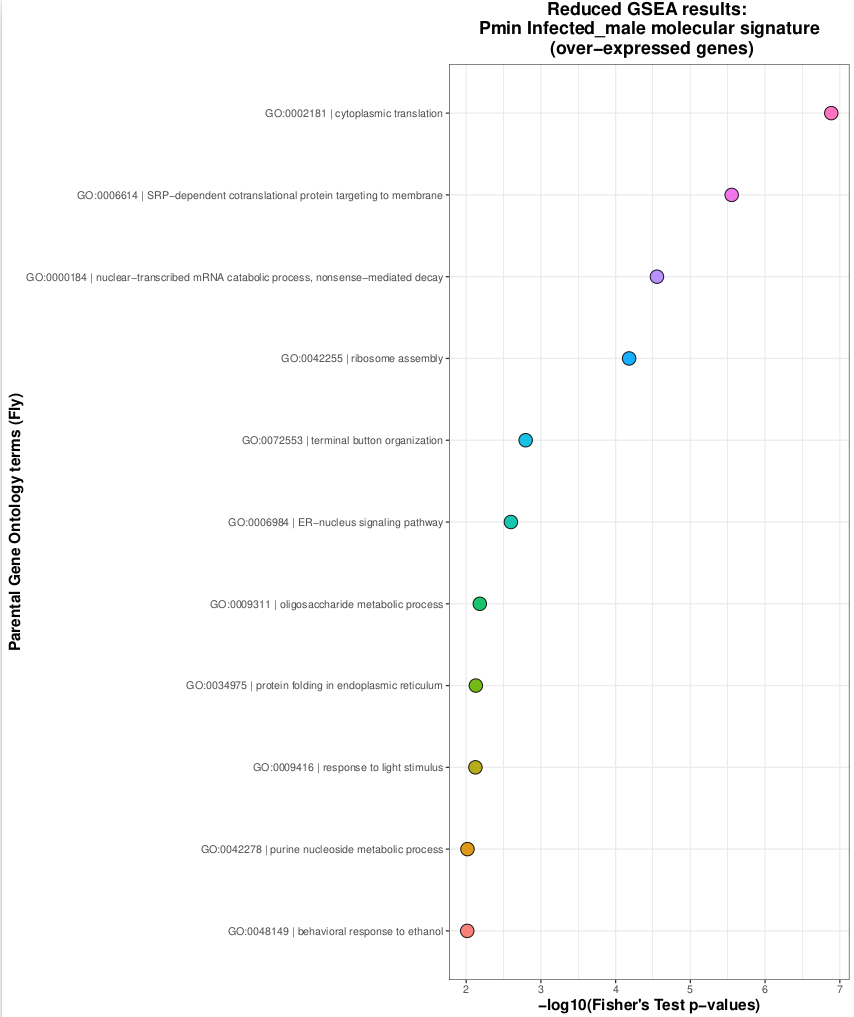 Reduced GSEA results:
Pmin Infected_male molecular signature
(over−expressed genes)
Parental Gene Ontology terms (Fly)
GO:0002181 | cytoplasmic translation
GO:0006614 | SRP−dependent cotranslational protein targeting to membrane
GO:0000184 | nuclear−transcribed mRNA catabolic process, nonsense−mediated decay
GO:0042255 | ribosome assembly
GO:0072553 | terminal button organization
GO:0006984 | ER−nucleus signaling pathway
GO:0009311 | oligosaccharide metabolic process
GO:0034975 | protein folding in endoplasmic reticulum
GO:0009416 | response to light stimulus
GO:0042278 | purine nucleoside metabolic process
GO:0048149 | behavioral response to ethanol
2 3 4 5 6 7
−log10(Fisher's Test p−values)